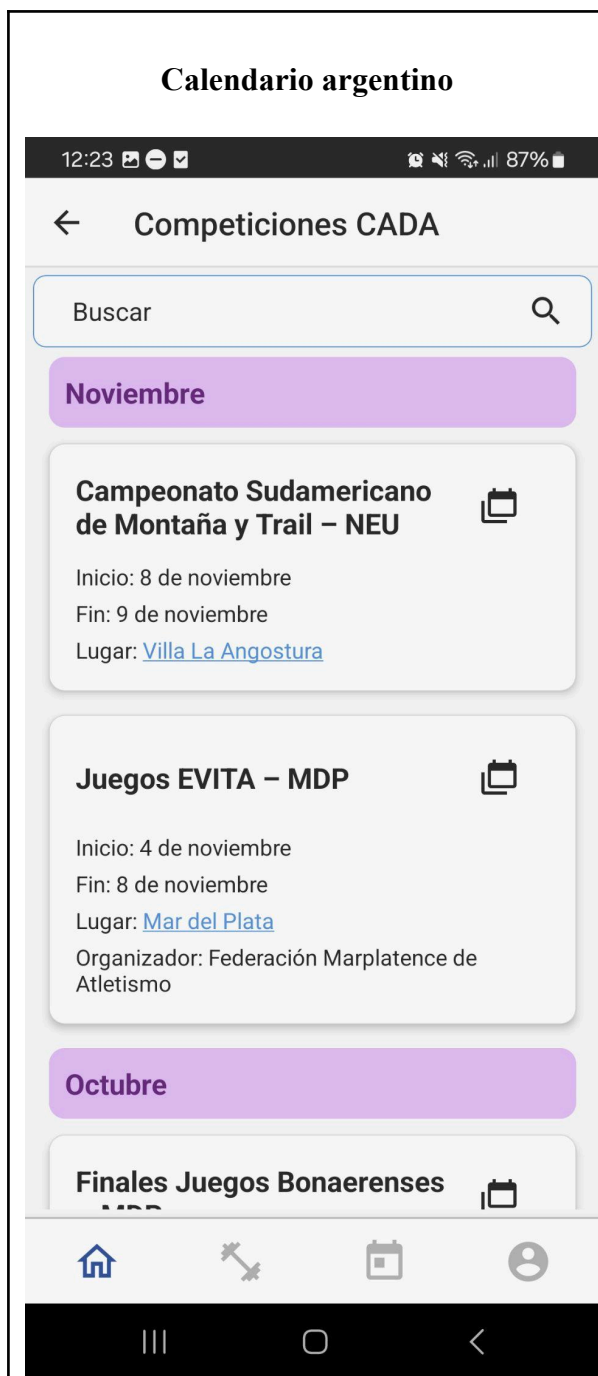 Calendario argentino
12:23
87%
Competiciones CADA
Buscar
Noviembre
Campeonato Sudamericano
de Montaña y Trail – NEU
Inicio: 8 de noviembre
Fin: 9 de noviembre
Lugar: Villa La Angostura
Juegos EVITA – MDP
Inicio: 4 de noviembre
Fin: 8 de noviembre
Lugar: Mar del Plata
Organizador: Federación Marplatence de
Atletismo
Octubre
Finales Juegos Bonaerenses